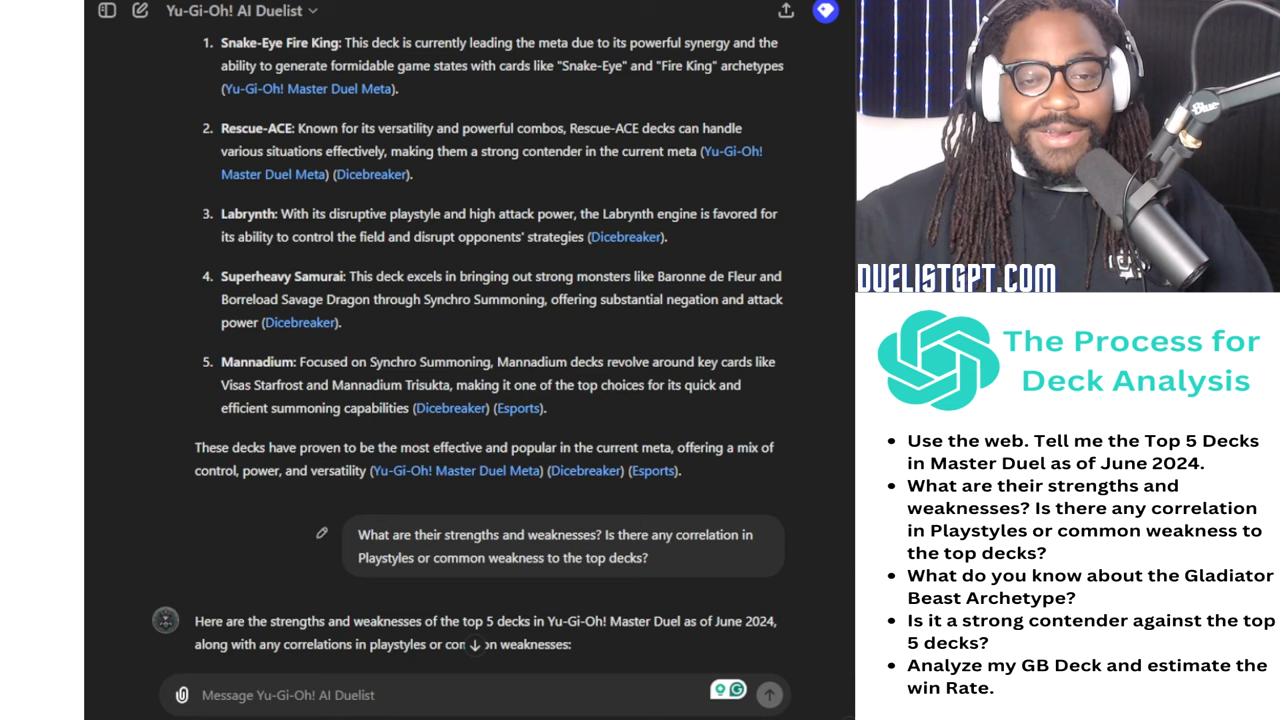 Yu-Gi-Oh! AI Duelist
1. Snake-Eye Fire King: This deck is currently leading the meta due to its powerful synergy and the
ability to generate formidable game states with cards like "Snake-Eye" and "Fire King" archetypes
(Yu-Gi-Oh! Master Duel Meta).
2. Rescue-ACE: Known for its versatility and powerful combos, Rescue-ACE decks can handle
various situations effectively, making them a strong contender in the current meta (Yu-Gi-Oh!
Master Duel Meta) (Dicebreaker).
3. Labrynth: With its disruptive playstyle and high attack power, the Labrynth engine is favored for
its ability to control the field and disrupt opponents' strategies (Dicebreaker).
4. Superheavy Samurai: This deck excels in bringing out strong monsters like Baronne de Fleur and
Borreload Savage Dragon through Synchro Summoning, offering substantial negation and attack
power (Dicebreaker).
5. Mannadium: Focused on Synchro Summoning, Mannadium decks revolve around key cards like
Visas Starfrost and Mannadium Trisukta, making it one of the top choices for its quick and
efficient summoning capabilities (Dicebreaker) (Esports).
These decks have proven to be the most effective and popular in the current meta, offering a mix of
control, power, and versatility (Yu-Gi-Oh! Master Duel Meta) (Dicebreaker) (Esports).
What are their strengths and weaknesses? Is there any correlation in
Playstyles or common weakness to the top decks?
Here are the strengths and weaknesses of the top 5 decks in Yu-Gi-Oh! Master Duel as of June 2024,
along with any correlations in playstyles or common weaknesses:
Message Yu-Gi-Oh! AI Duelist
Blue
DUELISTGPT.COM
The Process for
Deck Analysis
• Use the web. Tell me the Top 5 Decks
in Master Duel as of June 2024.
• What are their strengths and
weaknesses? Is there any correlation
in Playstyles or common weakness to
the top decks?
• What do you know about the Gladiator
Beast Archetype?
• Is it a strong contender against the top
5 decks?
• Analyze my GB Deck and estimate the
win Rate.